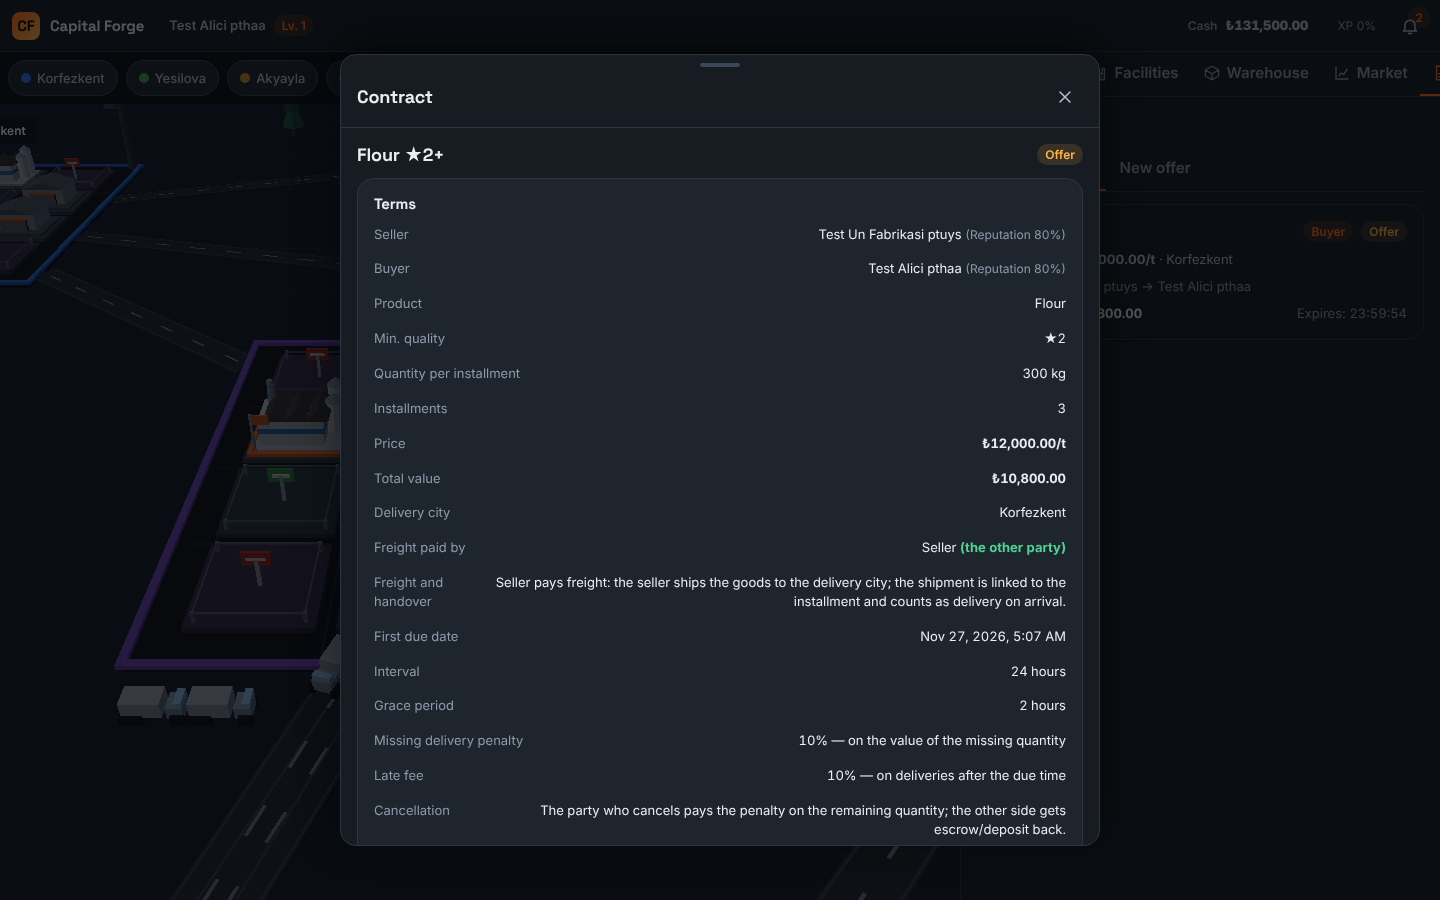 CF Capital Forge Test Alici pthaa Lv. 1 Cash ₺131,500.00 XP 0% 2
Korfezkent Yesilova Akyayla Facilities Warehouse Market
kent
Contract
Flour ★2+ Offer
Terms
Seller Test Un Fabrikasi ptuys (Reputation 80%)
Buyer Test Alici pthaa (Reputation 80%)
Product Flour
Min. quality ★2
Quantity per installment 300 kg
Installments 3
Price ₺12,000.00/t
Total value ₺10,800.00
Delivery city Korfezkent
Freight paid by Seller (the other party)
Freight and handover Seller pays freight: the seller ships the goods to the delivery city; the shipment is linked to the
installment and counts as delivery on arrival.
First due date Nov 27, 2026, 5:07 AM
Interval 24 hours
Grace period 2 hours
Missing delivery penalty 10% — on the value of the missing quantity
Late fee 10% — on deliveries after the due time
Cancellation The party who cancels pays the penalty on the remaining quantity; the other side gets
escrow/deposit back.
New offer
Buyer Offer
000.00/t · Korfezkent
ptuys → Test Alici pthaa
800.00 Expires: 23:59:54